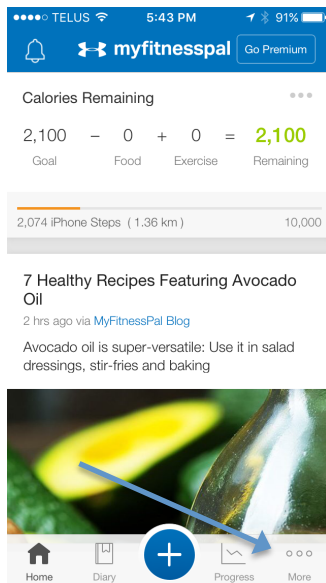 TELUS 5:43 PM 91%
myfitnesspal Go Premium
Calories Remaining
2,100 − 0 + 0 = 2,100
Goal Food Exercise Remaining
2,074 iPhone Steps ( 1.36 km ) 10,000
7 Healthy Recipes Featuring Avocado
Oil
2 hrs ago via MyFitnessPal Blog
Avocado oil is super-versatile: Use it in salad
dressings, stir-fries and baking
Home Diary Progress More